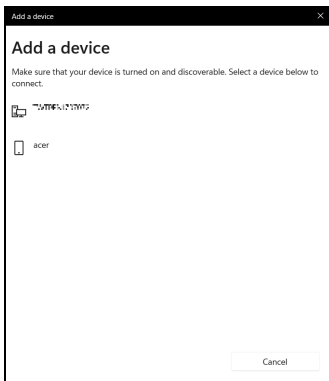 Add a device
Add a device
Make sure that your device is turned on and discoverable. Select a device below to
connect.
acer
Cancel